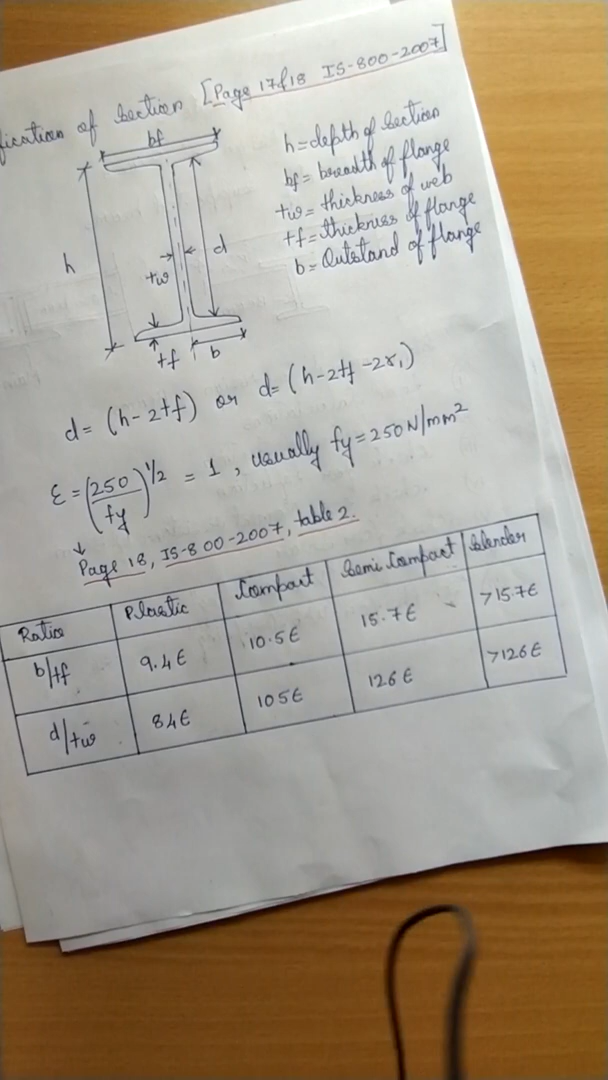 fication of Section [Page 17&18 IS-800-2007]
bf
h
tw
d
tf
b
h=depth of Section
bf= breadth of flange
tw= thickness of web
tf= thickness of flange
b= Outstand of flange
d= (h-2tf) or d= (h-2tf-2r₁)
ε = (250/fy)^1/2 = 1, usually fy=250N/mm²
↓
Page 18, IS-800-2007, table 2.
Ratio Plastic Compact Semi Compact Slender
b/tf 9.4ε 10.5ε 15.7ε >15.7ε
d/tw 84ε 105ε 126ε >126ε